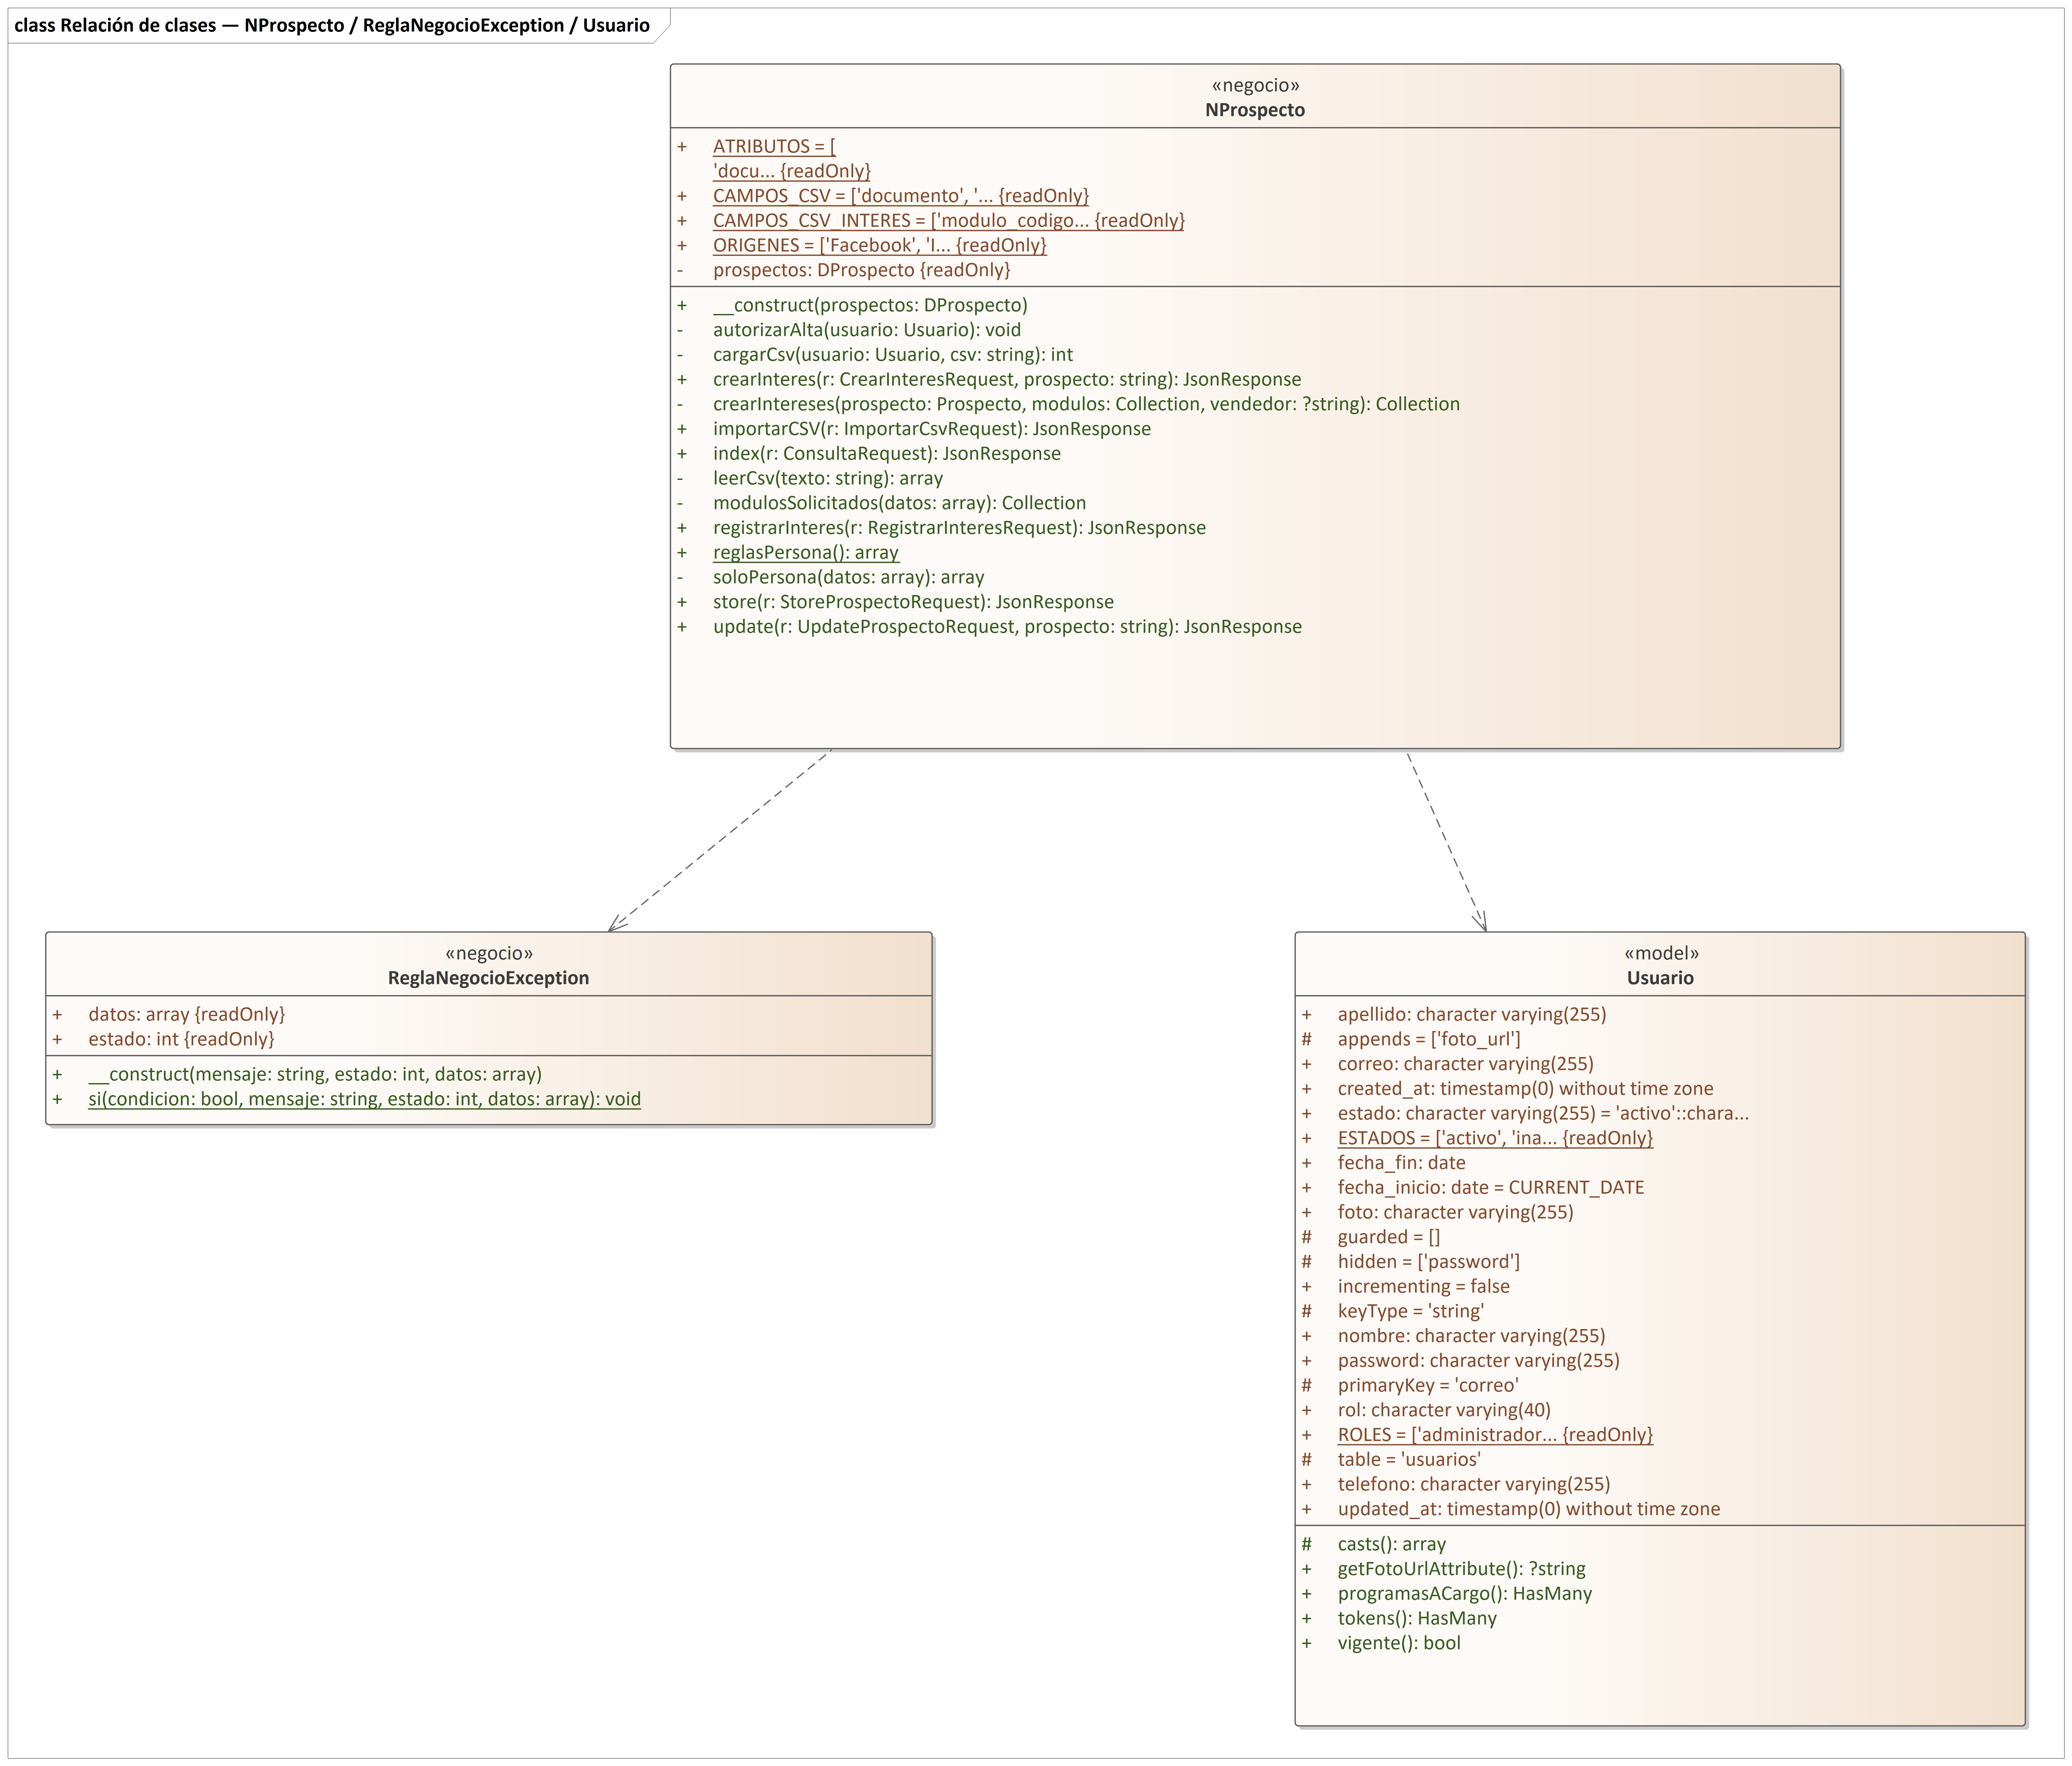 class Relación de clases — NProspecto / ReglaNegocioException / Usuario
«negocio»
NProspecto
+ ATRIBUTOS = [
'docu... {readOnly}
+ CAMPOS_CSV = ['documento', '... {readOnly}
+ CAMPOS_CSV_INTERES = ['modulo_codigo... {readOnly}
+ ORIGENES = ['Facebook', 'I... {readOnly}
- prospectos: DProspecto {readOnly}
+ __construct(prospectos: DProspecto)
- autorizarAlta(usuario: Usuario): void
- cargarCsv(usuario: Usuario, csv: string): int
+ crearInteres(r: CrearInteresRequest, prospecto: string): JsonResponse
- crearIntereses(prospecto: Prospecto, modulos: Collection, vendedor: ?string): Collection
+ importarCSV(r: ImportarCsvRequest): JsonResponse
+ index(r: ConsultaRequest): JsonResponse
- leerCsv(texto: string): array
- modulosSolicitados(datos: array): Collection
+ registrarInteres(r: RegistrarInteresRequest): JsonResponse
+ reglasPersona(): array
- soloPersona(datos: array): array
+ store(r: StoreProspectoRequest): JsonResponse
+ update(r: UpdateProspectoRequest, prospecto: string): JsonResponse
«negocio»
ReglaNegocioException
+ datos: array {readOnly}
+ estado: int {readOnly}
+ __construct(mensaje: string, estado: int, datos: array)
+ si(condicion: bool, mensaje: string, estado: int, datos: array): void
«model»
Usuario
+ apellido: character varying(255)
# appends = ['foto_url']
+ correo: character varying(255)
+ created_at: timestamp(0) without time zone
+ estado: character varying(255) = 'activo'::chara...
+ ESTADOS = ['activo', 'ina... {readOnly}
+ fecha_fin: date
+ fecha_inicio: date = CURRENT_DATE
+ foto: character varying(255)
# guarded = []
# hidden = ['password']
+ incrementing = false
# keyType = 'string'
+ nombre: character varying(255)
+ password: character varying(255)
# primaryKey = 'correo'
+ rol: character varying(40)
+ ROLES = ['administrador... {readOnly}
# table = 'usuarios'
+ telefono: character varying(255)
+ updated_at: timestamp(0) without time zone
# casts(): array
+ getFotoUrlAttribute(): ?string
+ programasACargo(): HasMany
+ tokens(): HasMany
+ vigente(): bool